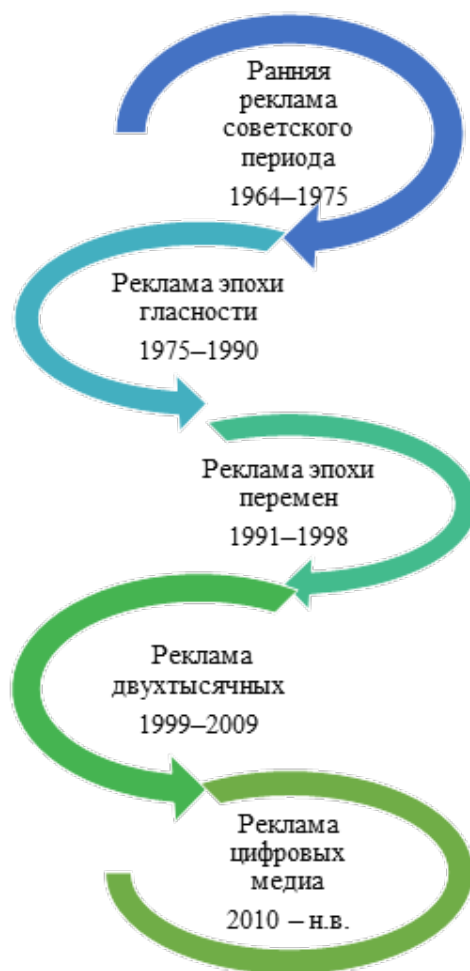 Ранняя
реклама
советского
периода
1964–1975
Реклама эпохи
гласности
1975–1990
Реклама эпохи
перемен
1991–1998
Реклама
двухтысячных
1999–2009
Реклама
цифровых
медиа
2010 – н.в.